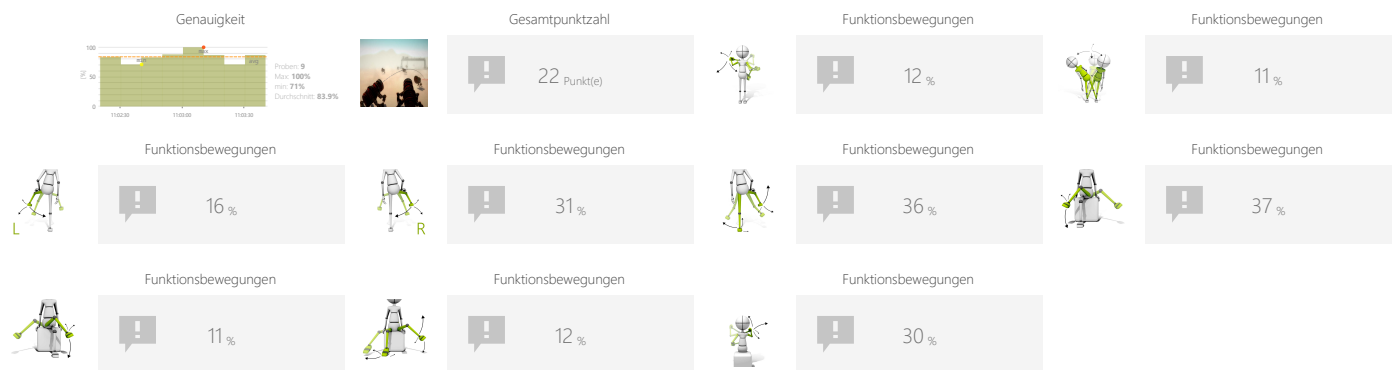 Genauigkeit
100
50
0
[%]
11:02:30
11:03:00
11:03:30
Proben: 9
Max: 100%
min: 71%
Durchschnitt: 83.9%
Gesamtpunktzahl
22 Punkt(e)
Funktionsbewegungen
12 %
Funktionsbewegungen
11 %
Funktionsbewegungen
L
16 %
Funktionsbewegungen
R
31 %
Funktionsbewegungen
36 %
Funktionsbewegungen
37 %
Funktionsbewegungen
11 %
Funktionsbewegungen
12 %
Funktionsbewegungen
30 %